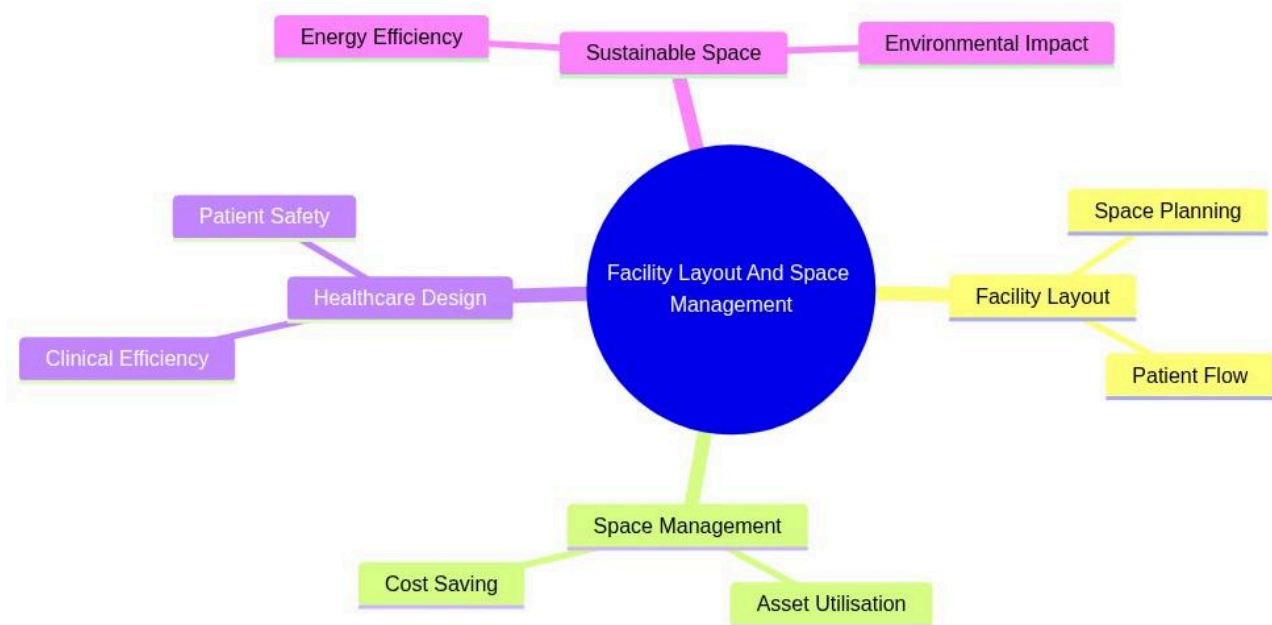 Energy Efficiency
Sustainable Space
Environmental Impact
Patient Safety
Healthcare Design
Clinical Efficiency
Facility Layout And Space
Management
Space Planning
Facility Layout
Patient Flow
Space Management
Cost Saving
Asset Utilisation